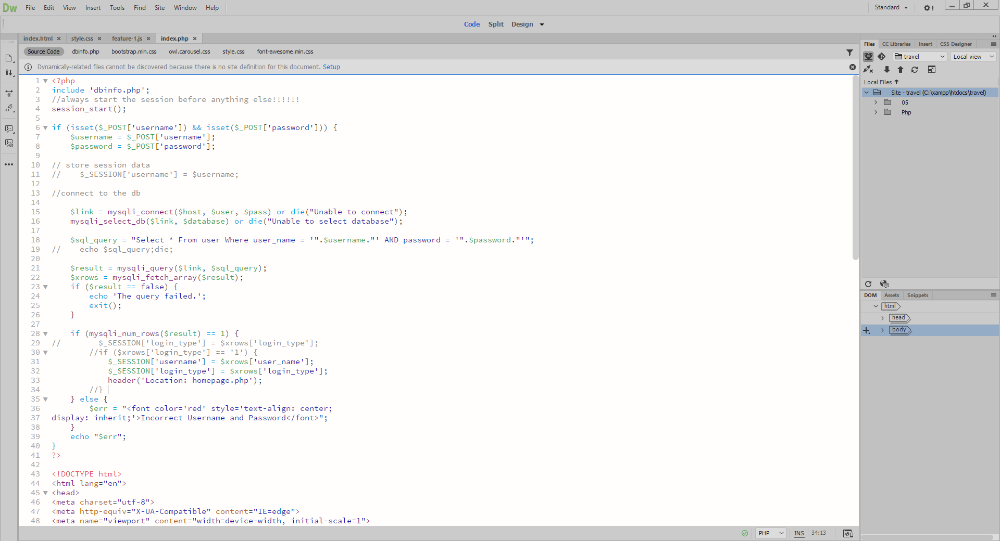 Dw File Edit View Insert Tools Find Site Window Help Standard
Code Split Design
index.html × style.css × feature-1.js × index.php ×
Source Code dbinfo.php bootstrap.min.css owl.carousel.css style.css font-awesome.min.css
Dynamically-related files cannot be discovered because there is no site definition for this document. Setup
1 <?php
2 include 'dbinfo.php';
3 //always start the session before anything else!!!!!!
4 session_start();
5
6 if (isset($_POST['username']) && isset($_POST['password'])) {
7     $username = $_POST['username'];
8     $password = $_POST['password'];
9
10 // store session data
11 //    $_SESSION['username'] = $username;
12
13 //connect to the db
14
15     $link = mysqli_connect($host, $user, $pass) or die("Unable to connect");
16     mysqli_select_db($link, $database) or die("Unable to select database");
17
18     $sql_query = "Select * From user Where user_name = '".$username."' AND password = '".$password."'";
19 //    echo $sql_query;die;
20
21     $result = mysqli_query($link, $sql_query);
22     $xrows = mysqli_fetch_array($result);
23     if ($result == false) {
24         echo 'The query failed.';
25         exit();
26     }
27
28     if (mysqli_num_rows($result) == 1) {
29 //        $_SESSION['login_type'] = $xrows['login_type'];
30         //if ($xrows['login_type'] == '1') {
31             $_SESSION['username'] = $xrows['user_name'];
32             $_SESSION['login_type'] = $xrows['login_type'];
33             header('Location: homepage.php');
34         //}
35     } else {
36         $err = "<font color='red' style='text-align: center;
37 display: inherit;'>Incorrect Username and Password</font>";
38     }
39     echo "$err";
40 }
41 ?>
42
43 <!DOCTYPE html>
44 <html lang="en">
45 <head>
46 <meta charset="utf-8">
47 <meta http-equiv="X-UA-Compatible" content="IE=edge">
48 <meta name="viewport" content="width=device-width, initial-scale=1">
PHP INS 34:13
Files CC Libraries Insert CSS Designer
travel Local view
Local Files
Site - travel (C:\xampp\htdocs\travel)
05
Php
DOM Assets Snippets
html
head
body